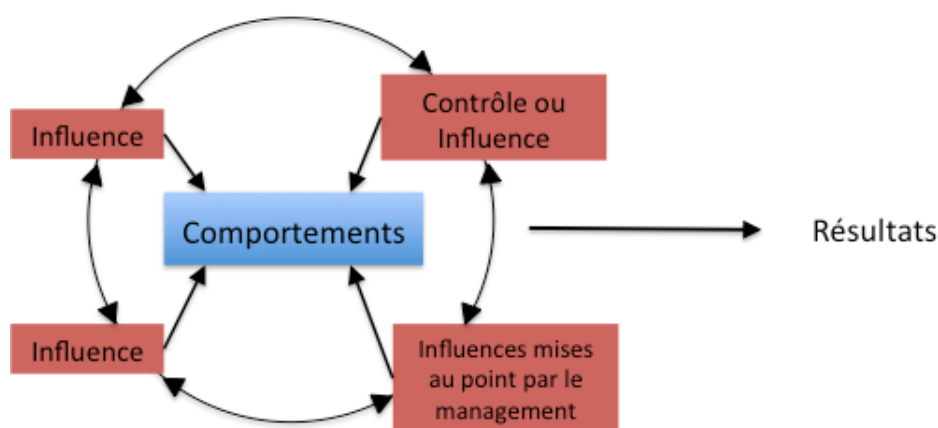 Contrôle ou
Influence
Influence
Comportements
Résultats
Influence
Influences mises
au point par le
management